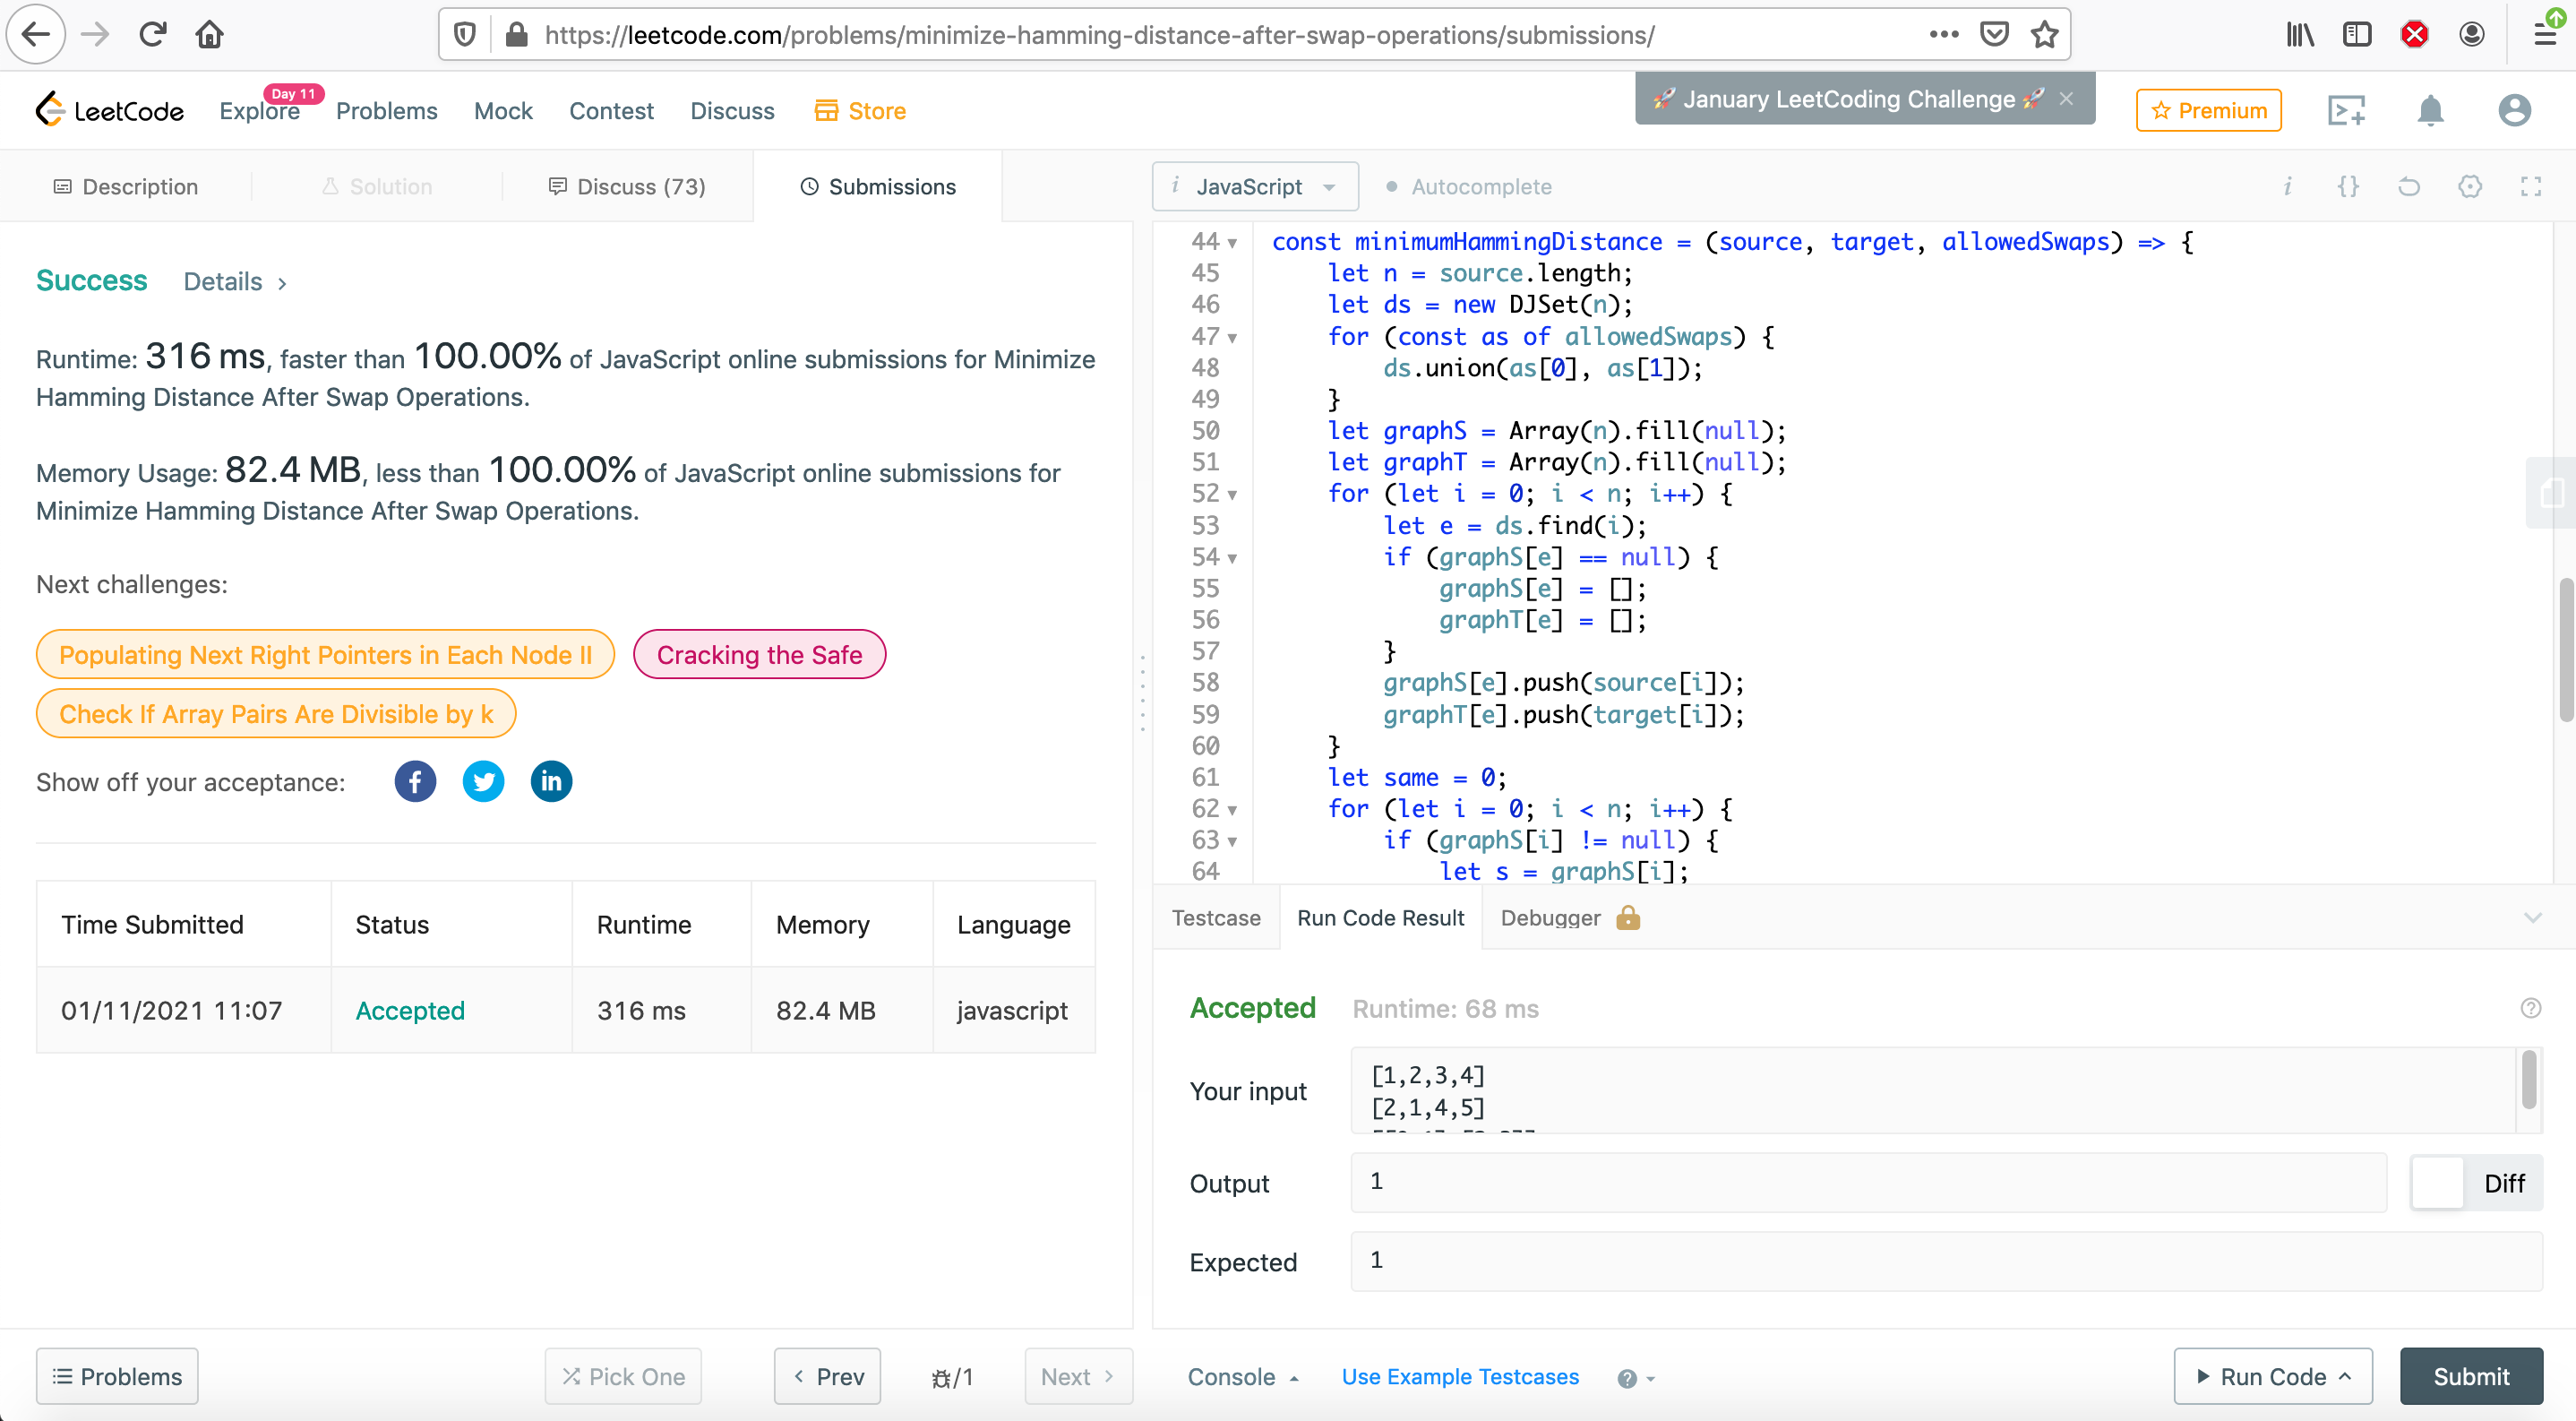 https://leetcode.com/problems/minimize-hamming-distance-after-swap-operations/submissions/
LeetCode
Explore
Day 11
Problems
Mock
Contest
Discuss
Store
🚀 January LeetCoding Challenge 🚀 ×
Premium
Description
Solution
Discuss (73)
Submissions
Success Details >
Runtime: 316 ms, faster than 100.00% of JavaScript online submissions for Minimize
Hamming Distance After Swap Operations.
Memory Usage: 82.4 MB, less than 100.00% of JavaScript online submissions for
Minimize Hamming Distance After Swap Operations.
Next challenges:
Populating Next Right Pointers in Each Node II
Cracking the Safe
Check If Array Pairs Are Divisible by k
Show off your acceptance:
Time Submitted Status Runtime Memory Language
01/11/2021 11:07 Accepted 316 ms 82.4 MB javascript
Problems
Pick One
< Prev
/1
Next >
i JavaScript
Autocomplete
44 const minimumHammingDistance = (source, target, allowedSwaps) => {
45 let n = source.length;
46 let ds = new DJSet(n);
47 for (const as of allowedSwaps) {
48 ds.union(as[0], as[1]);
49 }
50 let graphS = Array(n).fill(null);
51 let graphT = Array(n).fill(null);
52 for (let i = 0; i < n; i++) {
53 let e = ds.find(i);
54 if (graphS[e] == null) {
55 graphS[e] = [];
56 graphT[e] = [];
57 }
58 graphS[e].push(source[i]);
59 graphT[e].push(target[i]);
60 }
61 let same = 0;
62 for (let i = 0; i < n; i++) {
63 if (graphS[i] != null) {
64 let s = graphS[i];
Testcase
Run Code Result
Debugger
Accepted Runtime: 68 ms
Your input
[1,2,3,4]
[2,1,4,5]
Output
1
Diff
Expected
1
Console
Use Example Testcases
Run Code
Submit